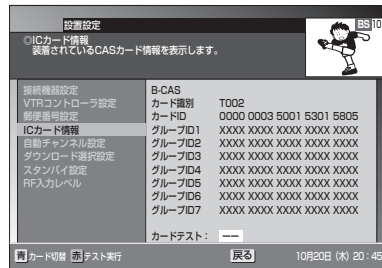 設置設定
BS 10
◎ICカード情報
装着されているCASカード情報を表示します。
接続機器設定
VTRコントローラ設定
郵便番号設定
ICカード情報
自動チャンネル設定
ダウンロード選択設定
スタンバイ設定
RF入力レベル
B-CAS
カード識別 T002
カードID 0000 0003 5001 5301 5805
グループID1 XXXX XXXX XXXX XXXX XXXX
グループID2 XXXX XXXX XXXX XXXX XXXX
グループID3 XXXX XXXX XXXX XXXX XXXX
グループID4 XXXX XXXX XXXX XXXX XXXX
グループID5 XXXX XXXX XXXX XXXX XXXX
グループID6 XXXX XXXX XXXX XXXX XXXX
グループID7 XXXX XXXX XXXX XXXX XXXX
カードテスト： ーー
青 カード切替 赤 テスト実行 戻る 10月20日 (木) 20：45